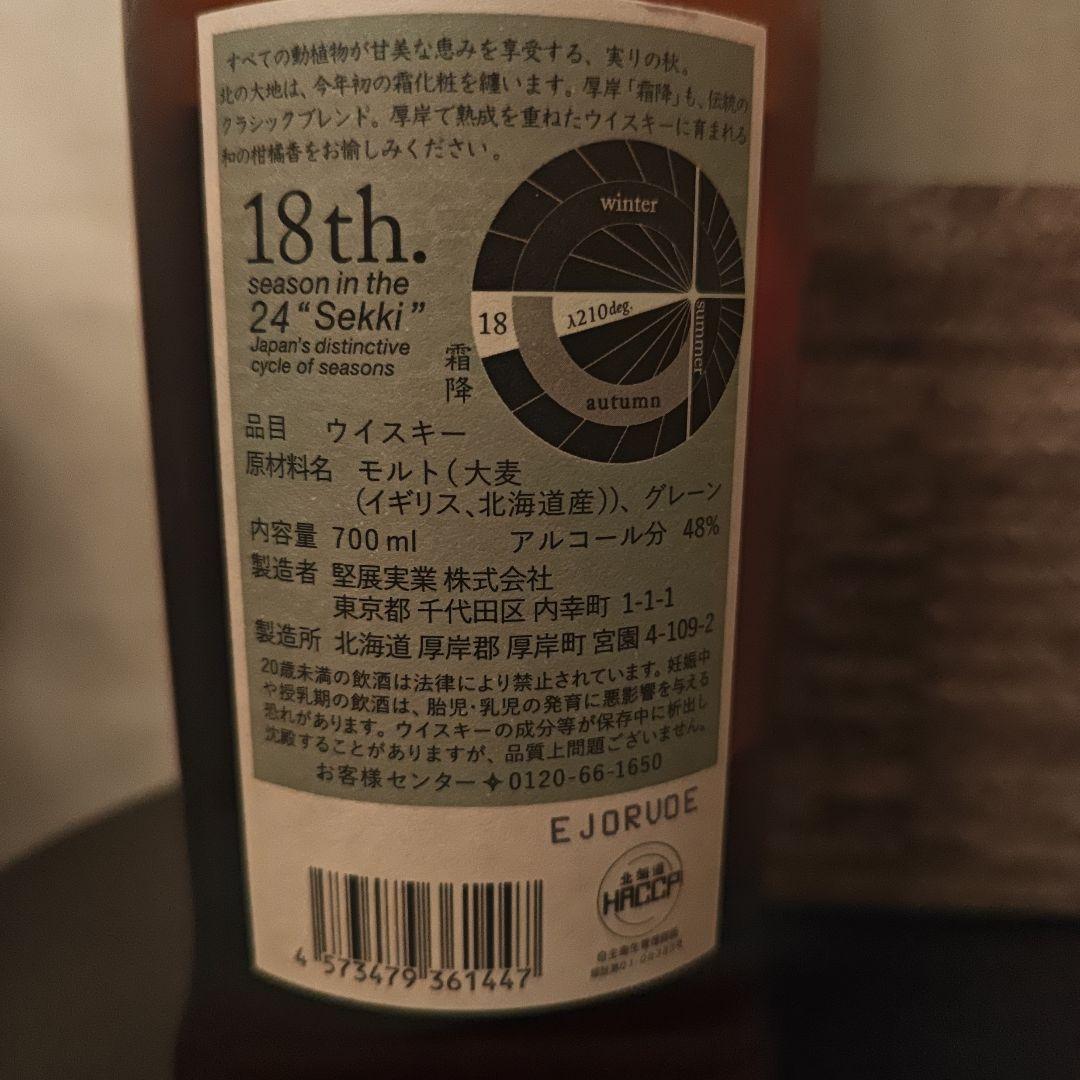 すべての動植物が甘美な恵みを享受する、実りの秋。
北の大地は、今年初の霜化粧を纏います。厚岸「霜降」も、伝統の
クラシックブレンド。厚岸で熟成を重ねたウイスキーに育まれる
和の柑橘香をお愉しみください。
18th.
season in the
24 “Sekki”
Japan's distinctive
cycle of seasons
霜降
winter
18
λ210deg.
summer
autumn
品目 ウイスキー
原材料名 モルト(大麦
(イギリス、北海道産))、グレーン
内容量 700 ml アルコール分 48%
製造者 堅展実業 株式会社
東京都 千代田区 内幸町 1-1-1
製造所 北海道 厚岸郡 厚岸町 宮園 4-109-2
20歳未満の飲酒は法律により禁止されています。妊娠中
や授乳期の飲酒は、胎児・乳児の発育に悪影響を与える
恐れがあります。ウイスキーの成分等が保存中に析出し
沈殿することがありますが、品質上問題ございません。
お客様センター✦0120-66-1650
EJORVOE
北海道
HACCP
自主衛生管理
4 573479 361447